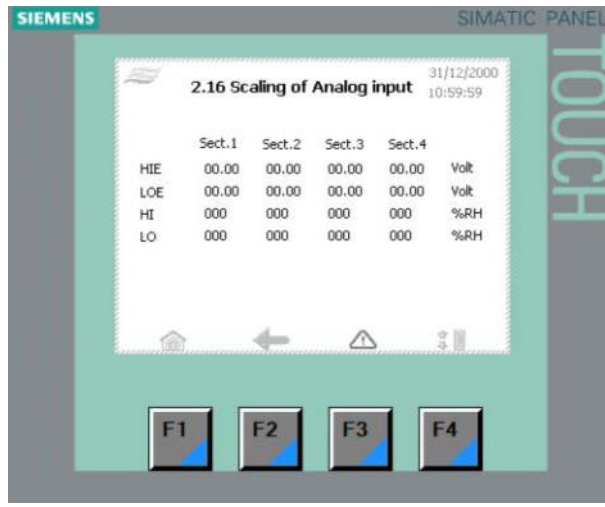 SIEMENS SIMATIC PANEL
TOUCH
2.16 Scaling of Analog input 31/12/2000
10:59:59
Sect.1 Sect.2 Sect.3 Sect.4
HIE 00.00 00.00 00.00 00.00 Volt
LOE 00.00 00.00 00.00 00.00 Volt
HI 000 000 000 000 %RH
LO 000 000 000 000 %RH
F1 F2 F3 F4